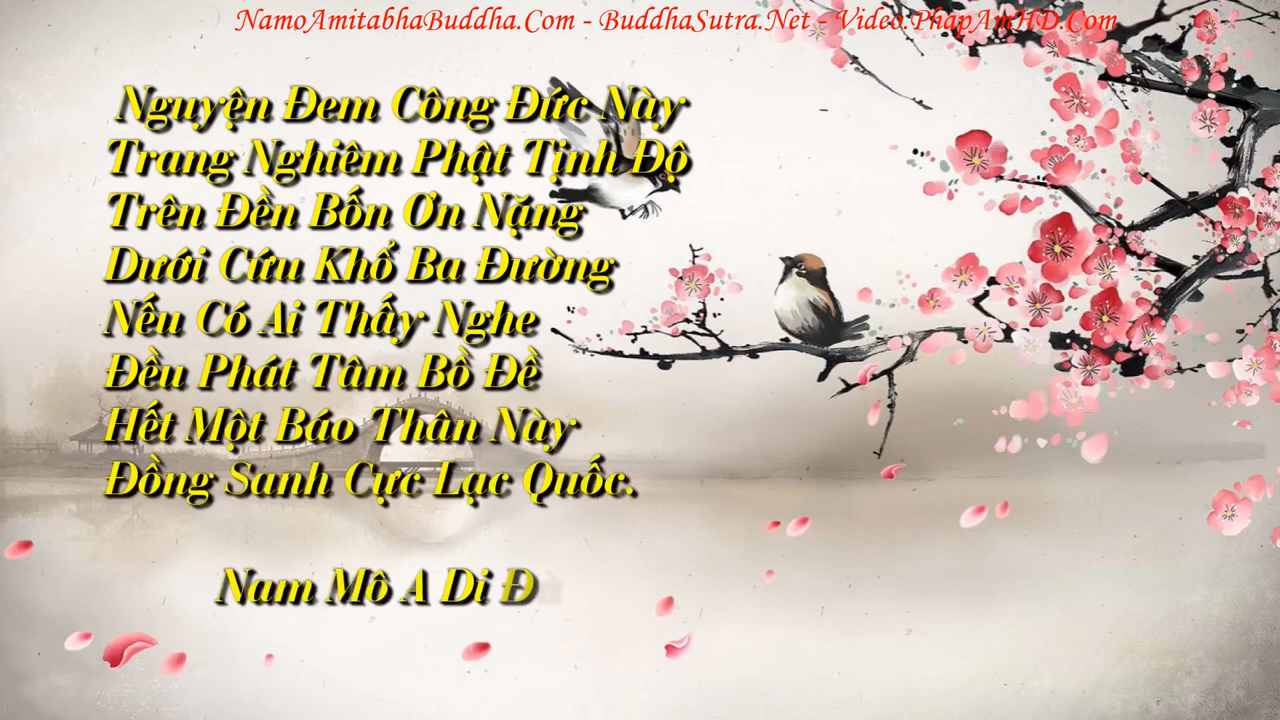 NamoAmitabhaBuddha.Com - BuddhaSutra.Net - Video.PhapAmHD.Com
Nguyện Đem Công Đức Này
Trang Nghiêm Phật Tịnh Độ
Trên Đền Bốn Ơn Nặng
Dưới Cứu Khổ Ba Đường
Nếu Có Ai Thấy Nghe
Đều Phát Tâm Bồ Đề
Hết Một Báo Thân Này
Đồng Sanh Cực Lạc Quốc.
Nam Mô A Di Đ